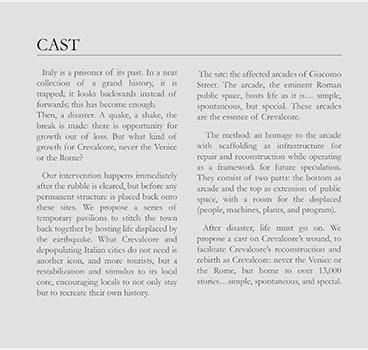 CAST
Italy is a prisoner of its past. In a neat
collection of a grand history, it is
trapped; it looks backwards instead of
forwards; this has become enough.
Then, a disaster. A quake, a shake, the
break is made: there is opportunity for
growth out of loss. But what kind of
growth for Crevalcore, never the Venice
or the Rome?
Our intervention happens immediately
after the rubble is cleared, but before any
permanent structure is placed back onto
these sites. We propose a series of
temporary pavilions to stitch the town
back together by hosting life displaced by
the earthquake. What Crevalcore and
depopulating Italian cities do not need is
another icon, and more tourists, but a
restabilization and stimulus to its local
core, encouraging locals to not only stay
but to recreate their own history.
The site: the affected arcades of Giacomo
Street. The arcade, the eminent Roman
public space, hosts life as it is… simple,
spontaneous, but special. These arcades
are the essence of Crevalcore.
The method: an homage to the arcade
with scaffolding as infrastructure for
repair and reconstruction while operating
as a framework for future speculation.
They consist of two parts: the bottom as
arcade and the top as extension of public
space, with a room for the displaced
(people, machines, plants, and program).
After disaster, life must go on. We
propose a cast on Crevalcore's wound, to
facilitate Crevalcore's reconstruction and
rebirth as Crevalcore: never the Venice or
the Rome, but home to over 13,000
stories…simple, spontaneous, and special.